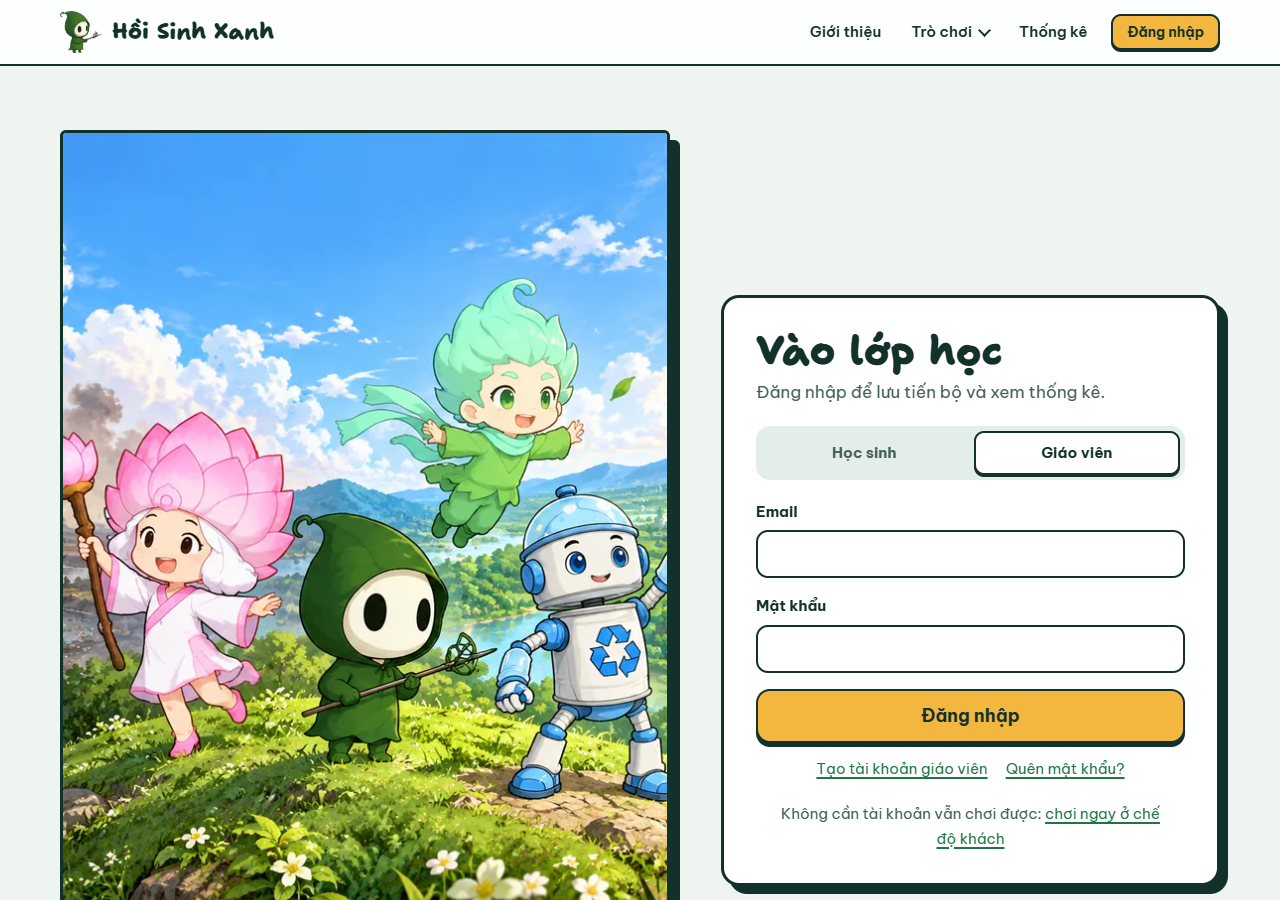 Hồi Sinh Xanh
Giới thiệu
Trò chơi
Thống kê
Đăng nhập
Vào lớp học
Đăng nhập để lưu tiến bộ và xem thống kê.
Học sinh
Giáo viên
Email
Mật khẩu
Đăng nhập
Tạo tài khoản giáo viên Quên mật khẩu?
Không cần tài khoản vẫn chơi được: chơi ngay ở chế
độ khách